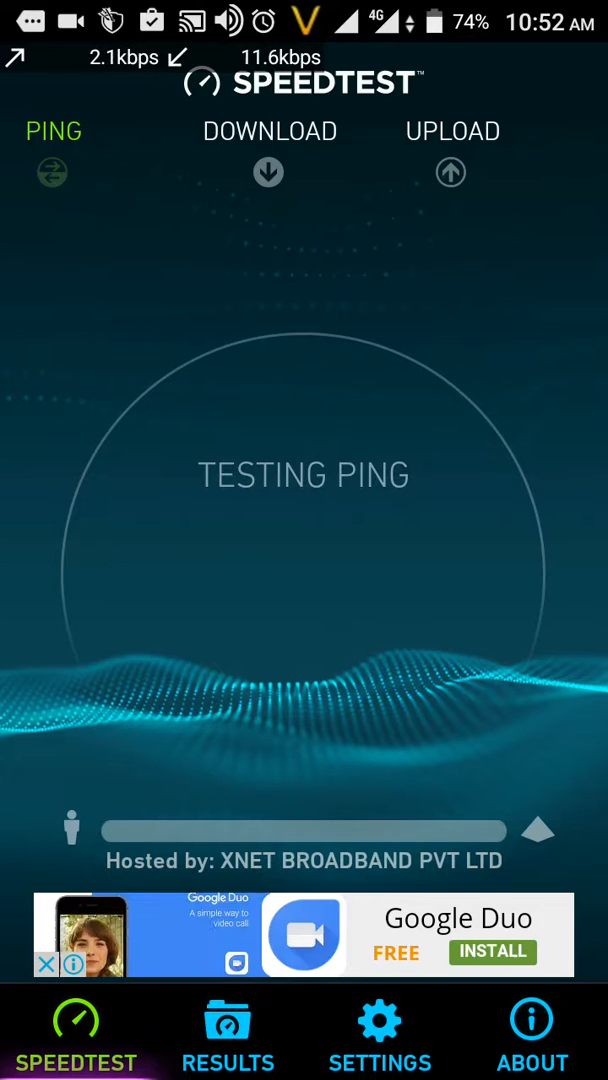 4G 74% 10:52 AM
2.1kbps 11.6kbps
SPEEDTEST™
PING DOWNLOAD UPLOAD
TESTING PING
Hosted by: XNET BROADBAND PVT LTD
Google Duo
A simple way to
video call
Google Duo
FREE INSTALL
SPEEDTEST RESULTS SETTINGS ABOUT